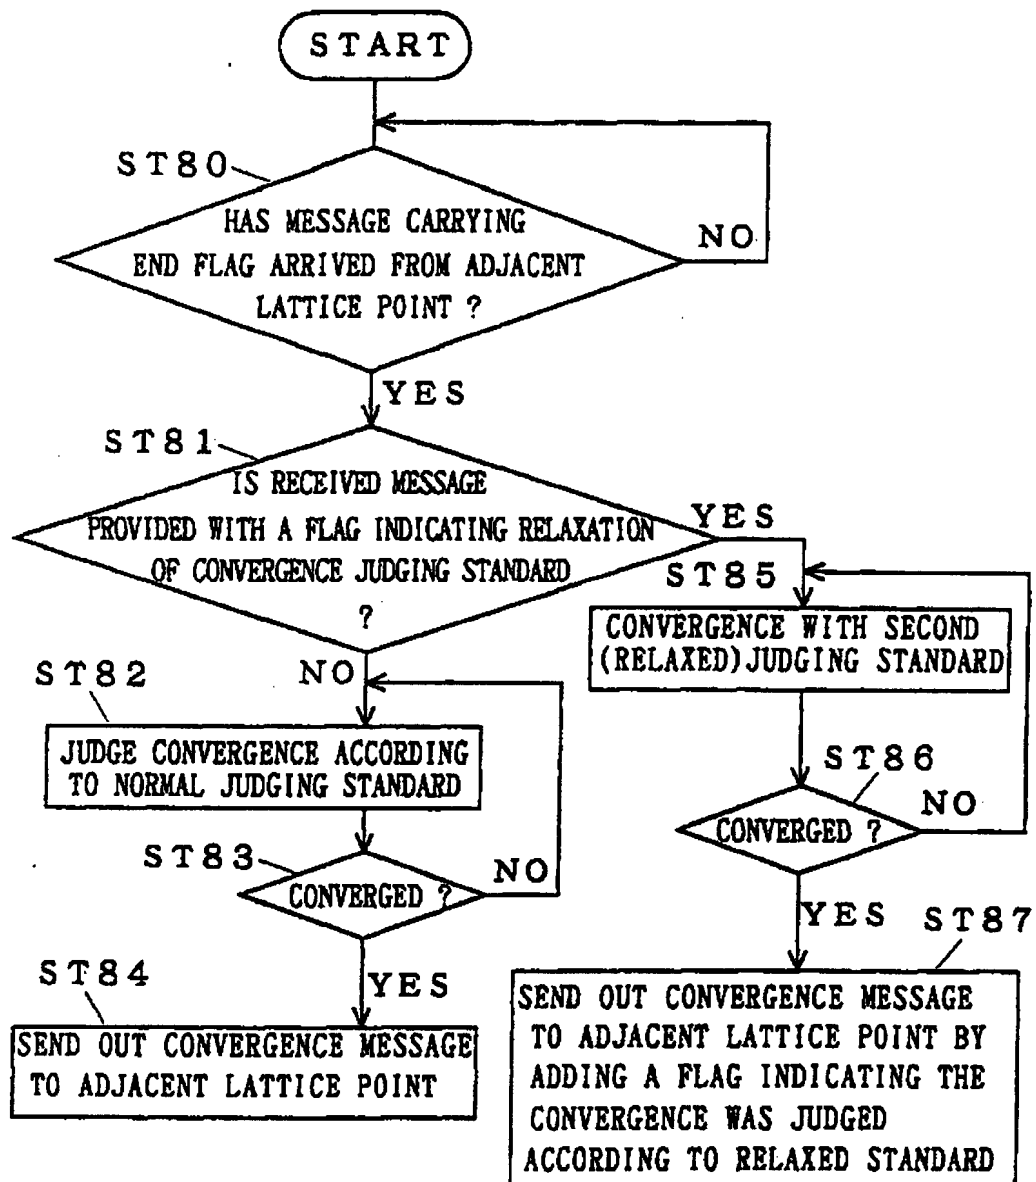 START
ST80
HAS MESSAGE CARRYING
END FLAG ARRIVED FROM ADJACENT
LATTICE POINT ?
NO
YES
ST81
IS RECEIVED MESSAGE
PROVIDED WITH A FLAG INDICATING RELAXATION
OF CONVERGENCE JUDGING STANDARD
?
YES
NO
ST82
JUDGE CONVERGENCE ACCORDING
TO NORMAL JUDGING STANDARD
ST83
CONVERGED ?
NO
YES
ST84
SEND OUT CONVERGENCE MESSAGE
TO ADJACENT LATTICE POINT
ST85
CONVERGENCE WITH SECOND
(RELAXED)JUDGING STANDARD
ST86
CONVERGED ?
NO
YES
ST87
SEND OUT CONVERGENCE MESSAGE
TO ADJACENT LATTICE POINT BY
ADDING A FLAG INDICATING THE
CONVERGENCE WAS JUDGED
ACCORDING TO RELAXED STANDARD